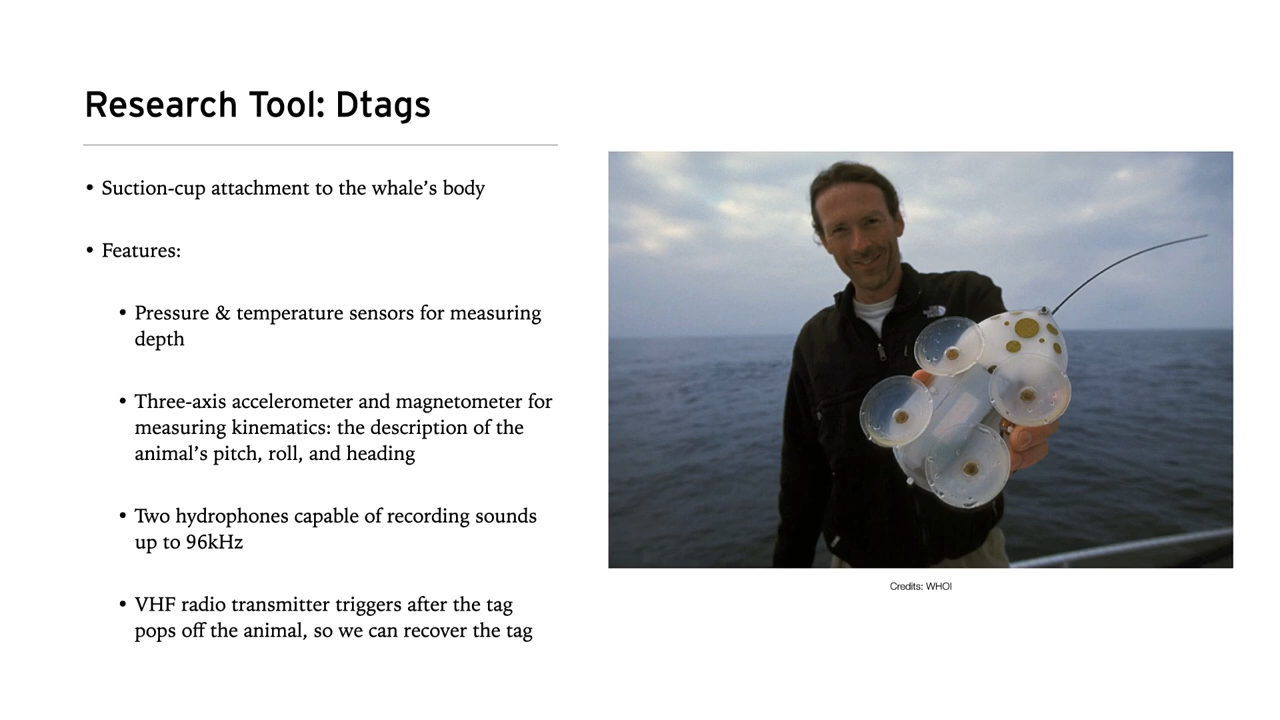 Research Tool: Dtags
• Suction-cup attachment to the whale’s body
• Features:
• Pressure & temperature sensors for measuring
depth
• Three-axis accelerometer and magnetometer for
measuring kinematics: the description of the
animal’s pitch, roll, and heading
• Two hydrophones capable of recording sounds
up to 96kHz
• VHF radio transmitter triggers after the tag
pops off the animal, so we can recover the tag
Credits: WHOI